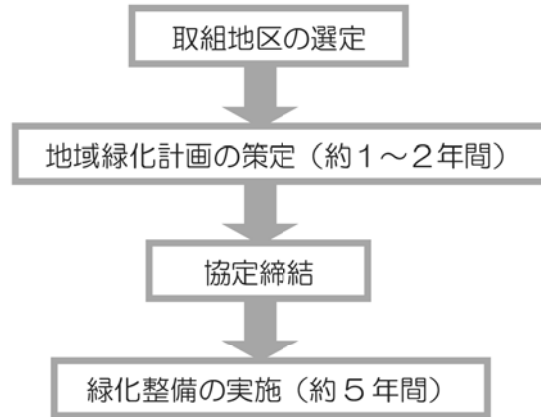 取組地区の選定
地域緑化計画の策定（約１～２年間）
協定締結
緑化整備の実施（約５年間）